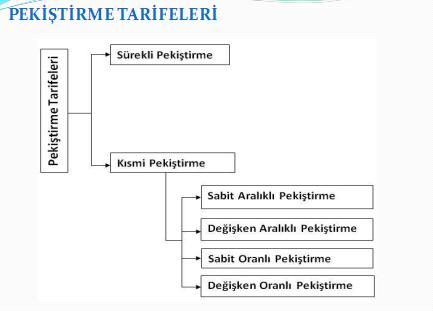 PEKİŞTİRME TARİFELERİ
Pekiştirme Tarifeleri
Sürekli Pekiştirme
Kısmi Pekiştirme
Sabit Aralıklı Pekiştirme
Değişken Aralıklı Pekiştirme
Sabit Oranlı Pekiştirme
Değişken Oranlı Pekiştirme